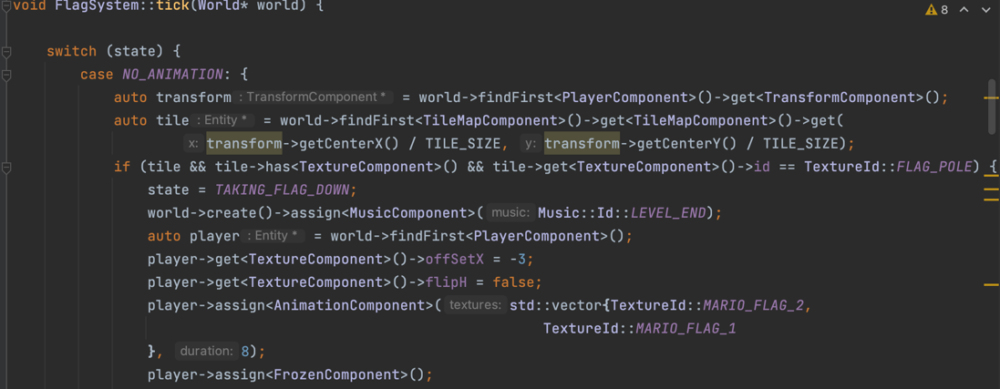 void FlagSystem::tick(World* world) {
8
switch (state) {
case NO_ANIMATION: {
auto transform : TransformComponent * = world->findFirst<PlayerComponent>()->get<TransformComponent>();
auto tile : Entity * = world->findFirst<TileMapComponent>()->get<TileMapComponent>()->get(
x: transform->getCenterX() / TILE_SIZE, y: transform->getCenterY() / TILE_SIZE);
if (tile && tile->has<TextureComponent>() && tile->get<TextureComponent>()->id == TextureId::FLAG_POLE) {
state = TAKING_FLAG_DOWN;
world->create()->assign<MusicComponent>( music: Music::Id::LEVEL_END);
auto player : Entity * = world->findFirst<PlayerComponent>();
player->get<TextureComponent>()->offSetX = -3;
player->get<TextureComponent>()->flipH = false;
player->assign<AnimationComponent>( textures: std::vector{TextureId::MARIO_FLAG_2,
TextureId::MARIO_FLAG_1
}, duration: 8);
player->assign<FrozenComponent>();